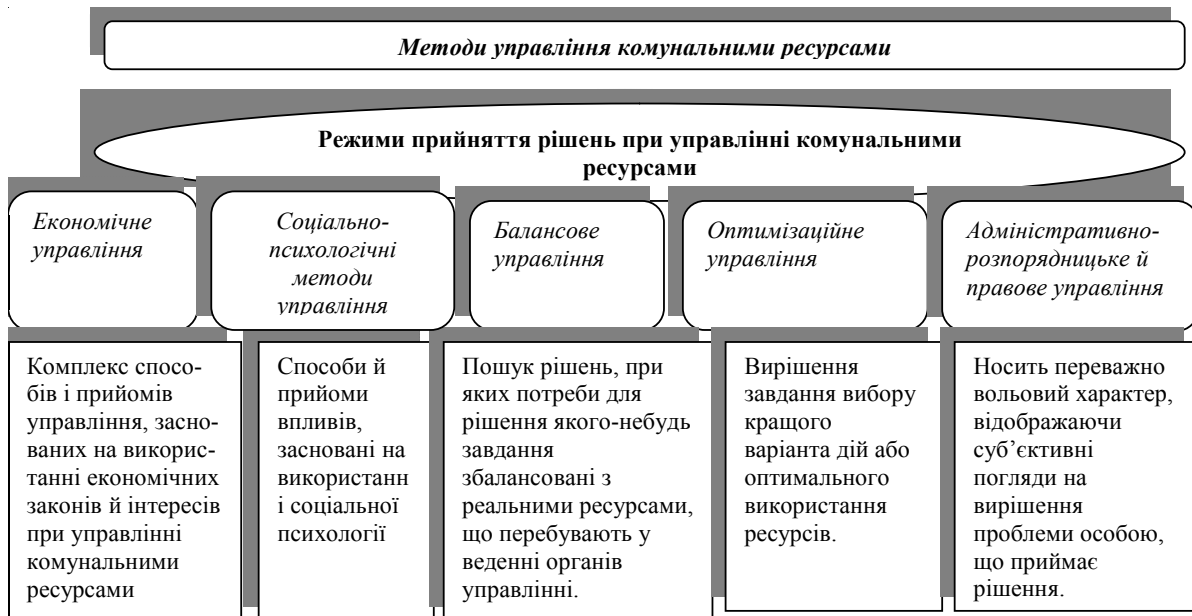 Методи управління комунальними ресурсами
Режими прийняття рішень при управлінні комунальними
ресурсами
Економічне
управління
Соціально-
психологічні
методи
управління
Балансове
управління
Оптимізаційне
управління
Адміністративно-
розпорядницьке й
правове управління
Комплекс спосо-
бів і прийомів
управління, засно-
ваних на викорис-
танні економічних
законів й інтересів
при управлінні
комунальними
ресурсами
Способи й
прийоми
впливів,
засновані на
використанн
і соціальної
психології
Пошук рішень, при
яких потреби для
рішення якого-небудь
завдання
збалансовані з
реальними ресурсами,
що перебувають у
веденні органів
управлінні.
Вирішення
завдання вибору
кращого
варіанта дій або
оптимального
використання
ресурсів.
Носить переважно
вольовий характер,
відображаючи
суб’єктивні
погляди на
вирішення
проблеми особою,
що приймає
рішення.